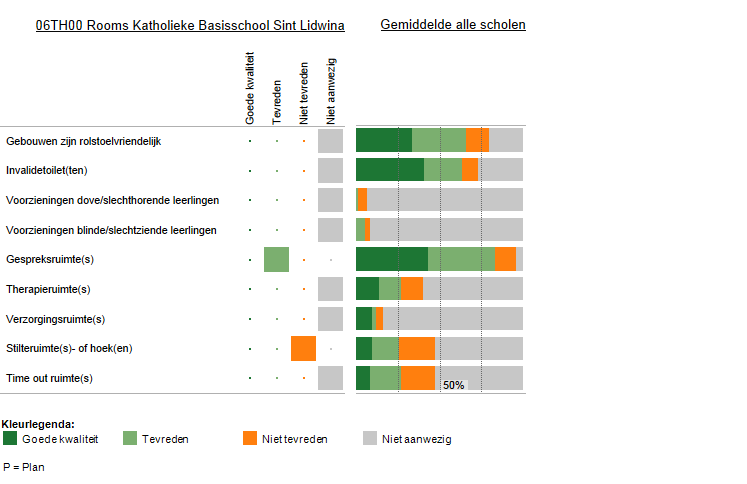 06TH00 Rooms Katholieke Basisschool Sint Lidwina
Gemiddelde alle scholen
Goede kwaliteit
Tevreden
Niet tevreden
Niet aanwezig
Gebouwen zijn rolstoelvriendelijk
Invalidetoilet(ten)
Voorzieningen dove/slechthorende leerlingen
Voorzieningen blinde/slechtziende leerlingen
Gespreksruimte(s)
Therapieruimte(s)
Verzorgingsruimte(s)
Stilteruimte(s)- of hoek(en)
Time out ruimte(s)
50%
Kleurlegenda:
Goede kwaliteit
Tevreden
Niet tevreden
Niet aanwezig
P = Plan